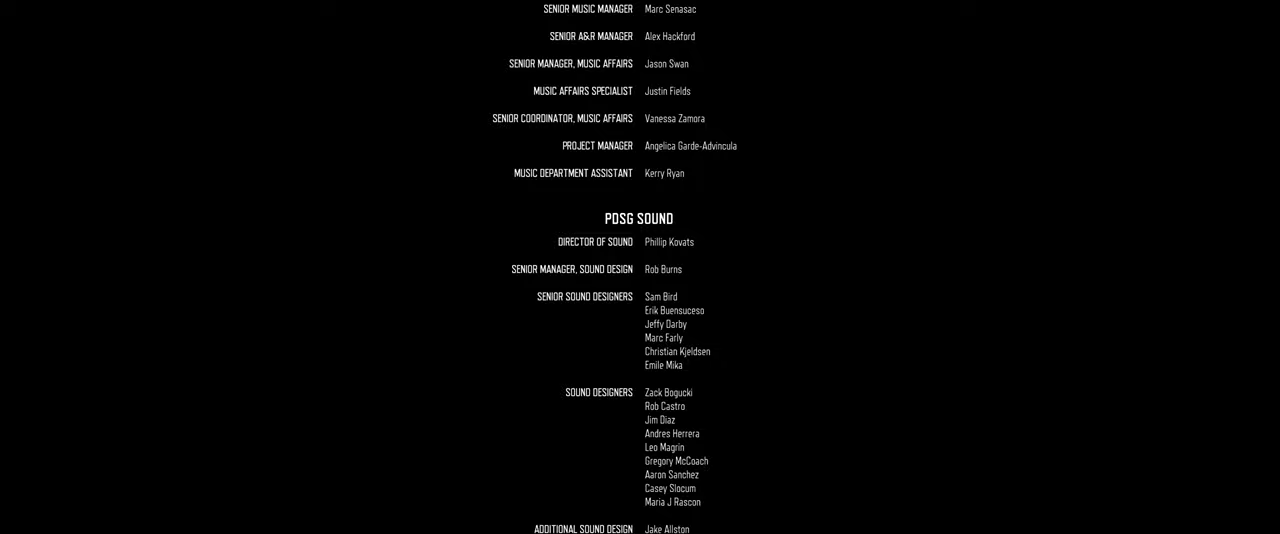 SENIOR MUSIC MANAGER Marc Senasac
SENIOR A&R MANAGER Alex Hackford
SENIOR MANAGER, MUSIC AFFAIRS Jason Swan
MUSIC AFFAIRS SPECIALIST Justin Fields
SENIOR COORDINATOR, MUSIC AFFAIRS Vanessa Zamora
PROJECT MANAGER Angelica Garde-Advincula
MUSIC DEPARTMENT ASSISTANT Kerry Ryan
PDSG SOUND
DIRECTOR OF SOUND Phillip Kovats
SENIOR MANAGER, SOUND DESIGN Rob Burns
SENIOR SOUND DESIGNERS Sam Bird
Erik Buensuceso
Jeffy Darby
Marc Farly
Christian Kjeldsen
Emile Mika
SOUND DESIGNERS Zack Bogucki
Rob Castro
Jim Diaz
Andres Herrera
Leo Magrin
Gregory McCoach
Aaron Sanchez
Casey Slocum
Maria J Rascon
ADDITIONAL SOUND DESIGN Jake Allston